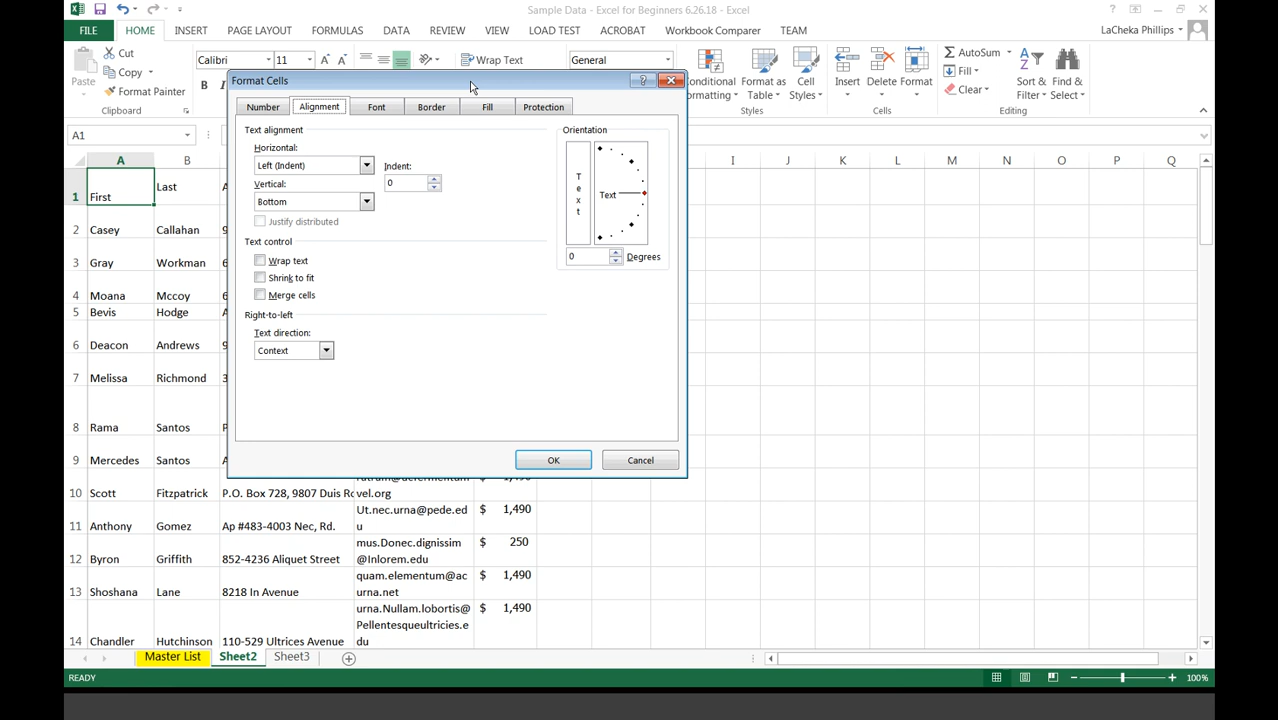 Sample Data - Excel for Beginners 6.26.18 - Excel
FILE HOME INSERT PAGE LAYOUT FORMULAS DATA REVIEW VIEW LOAD TEST ACROBAT Workbook Comparer TEAM LaCheka Phillips
Cut
Copy
Format Painter
Paste
Clipboard
Calibri 11
B
Wrap Text
General
Conditional Formatting
Format as Table
Cell Styles
Insert Delete Format
Cells
AutoSum
Fill
Clear
Sort & Filter
Find & Select
Editing
A1
A B I J K L M N O P Q
1 First Last A
2 Casey Callahan 9
3 Gray Workman 6
4 Moana Mccoy 6
5 Bevis Hodge A
6 Deacon Andrews 9
7 Melissa Richmond 3
8 Rama Santos P
9 Mercedes Santos A
10 Scott Fitzpatrick P.O. Box 728, 9807 Duis Ro vel.org
Ut.nec.urna@pede.ed $ 1,490
11 Anthony Gomez Ap #483-4003 Nec, Rd. u
mus.Donec.dignissim $ 250
12 Byron Griffith 852-4236 Aliquet Street @Inlorem.edu
quam.elementum@ac $ 1,490
13 Shoshana Lane 8218 In Avenue urna.net
urna.Nullam.lobortis@ $ 1,490
Pellentesqueultricies.e
14 Chandler Hutchinson 110-529 Ultrices Avenue du
Format Cells
Number Alignment Font Border Fill Protection
Text alignment
Horizontal:
Left (Indent)
Indent:
0
Vertical:
Bottom
Justify distributed
Text control
Wrap text
Shrink to fit
Merge cells
Right-to-left
Text direction:
Context
Orientation
Text
Text
0 Degrees
OK Cancel
Master List Sheet2 Sheet3
READY 100%